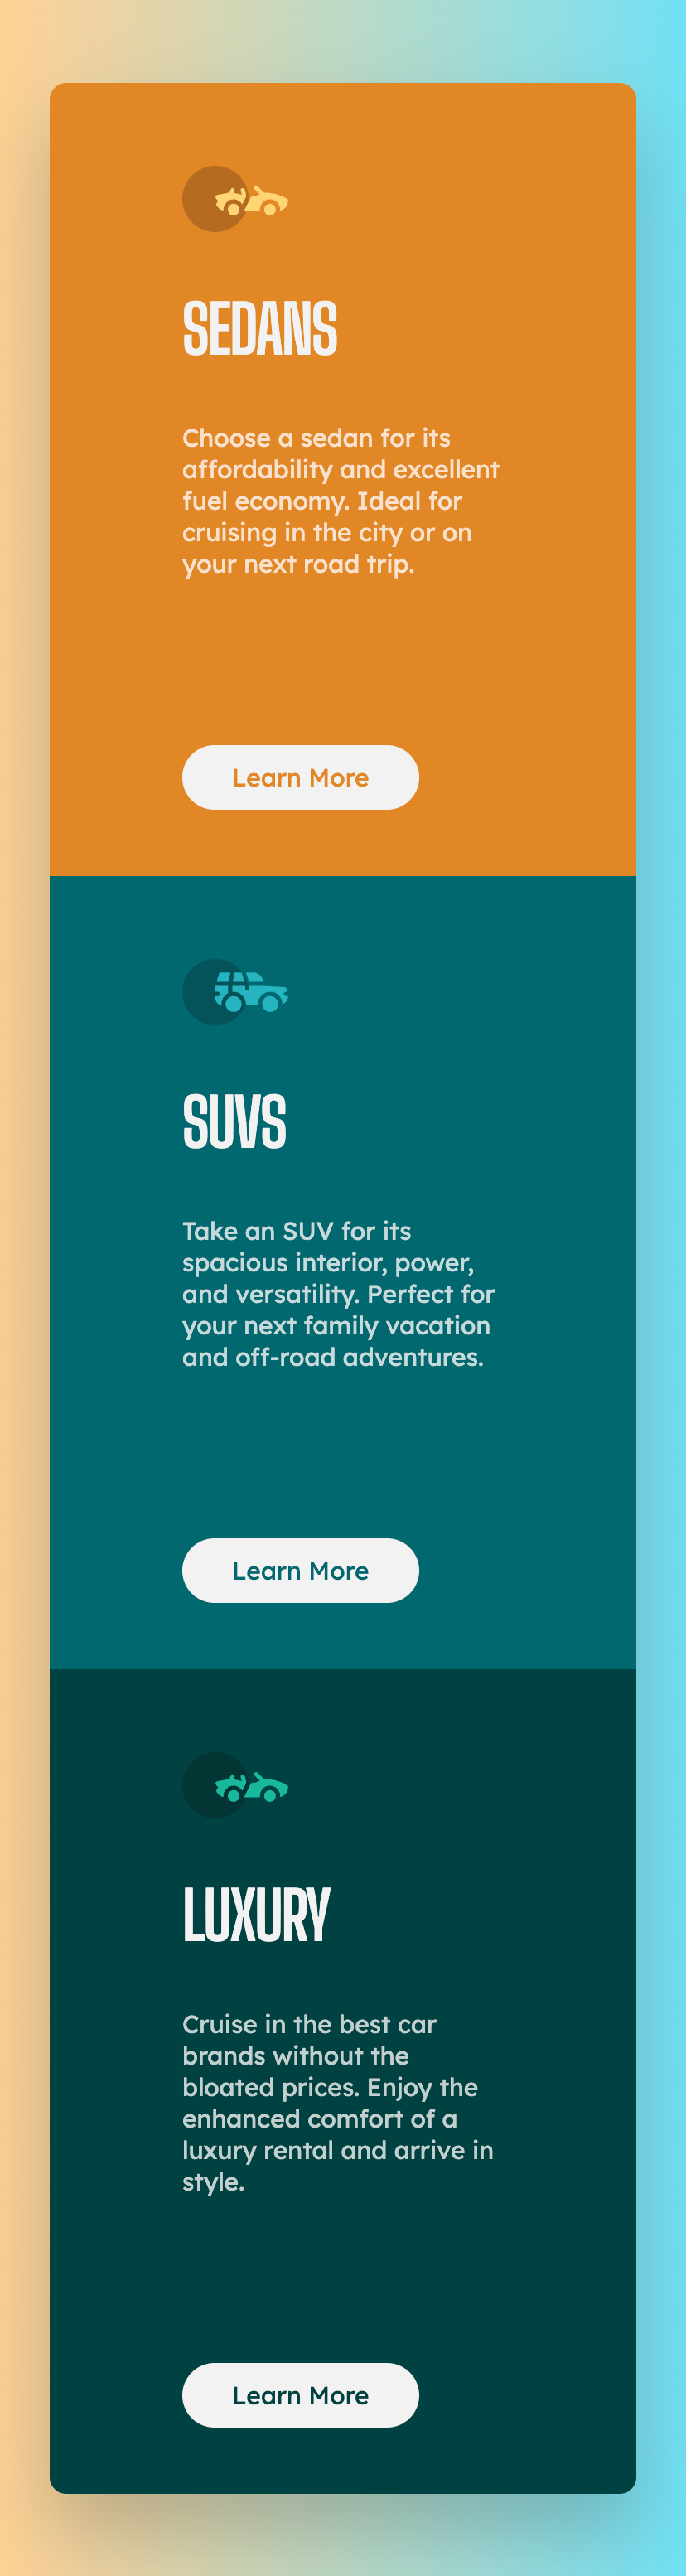 SEDANS
Choose a sedan for its
affordability and excellent
fuel economy. Ideal for
cruising in the city or on
your next road trip.
Learn More
SUVS
Take an SUV for its
spacious interior, power,
and versatility. Perfect for
your next family vacation
and off-road adventures.
Learn More
LUXURY
Cruise in the best car
brands without the
bloated prices. Enjoy the
enhanced comfort of a
luxury rental and arrive in
style.
Learn More